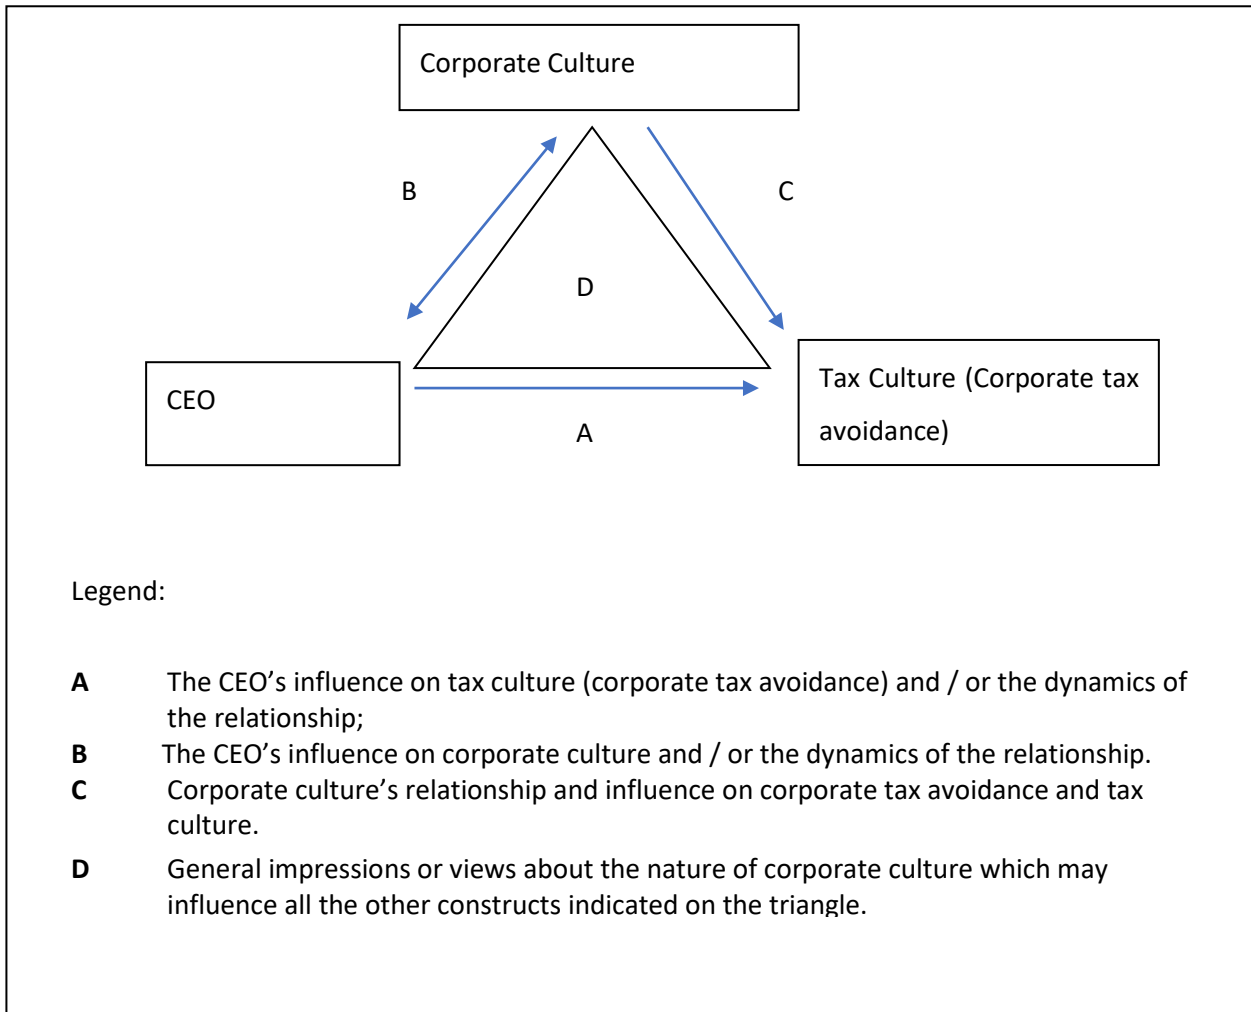 Corporate Culture
B
C
D
CEO
Tax Culture (Corporate tax
avoidance)
A
Legend:
A The CEO’s influence on tax culture (corporate tax avoidance) and / or the dynamics of
the relationship;
B The CEO’s influence on corporate culture and / or the dynamics of the relationship.
C Corporate culture’s relationship and influence on corporate tax avoidance and tax
culture.
D General impressions or views about the nature of corporate culture which may
influence all the other constructs indicated on the triangle.